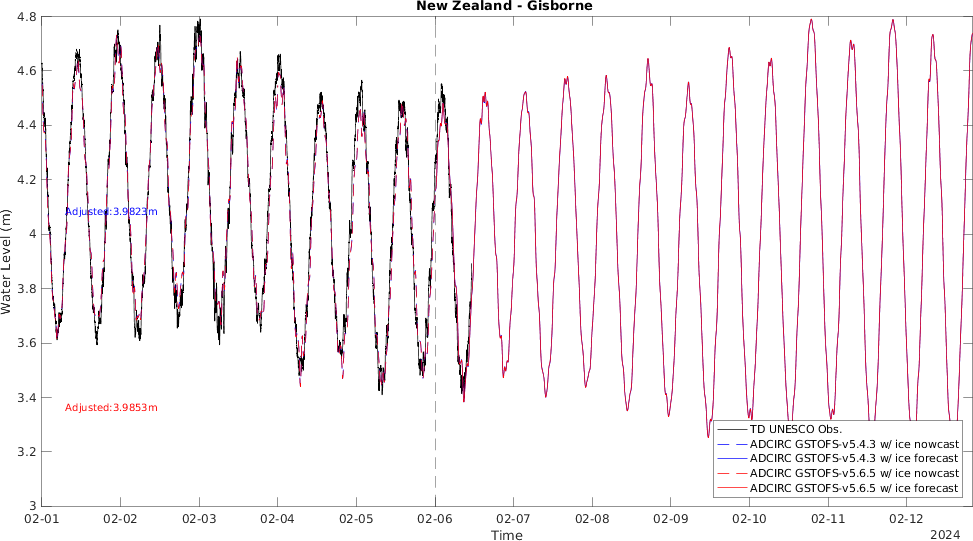 New Zealand - Gisborne
4.8
4.6
4.4
4.2
4
3.8
3.6
3.4
3.2
3
Water Level (m)
Adjusted:3.9823m
Adjusted:3.9853m
TD UNESCO Obs.
ADCIRC GSTOFS-v5.4.3 w/ ice nowcast
ADCIRC GSTOFS-v5.4.3 w/ ice forecast
ADCIRC GSTOFS-v5.6.5 w/ ice nowcast
ADCIRC GSTOFS-v5.6.5 w/ ice forecast
02-01 02-02 02-03 02-04 02-05 02-06 02-07 02-08 02-09 02-10 02-11 02-12
Time
2024